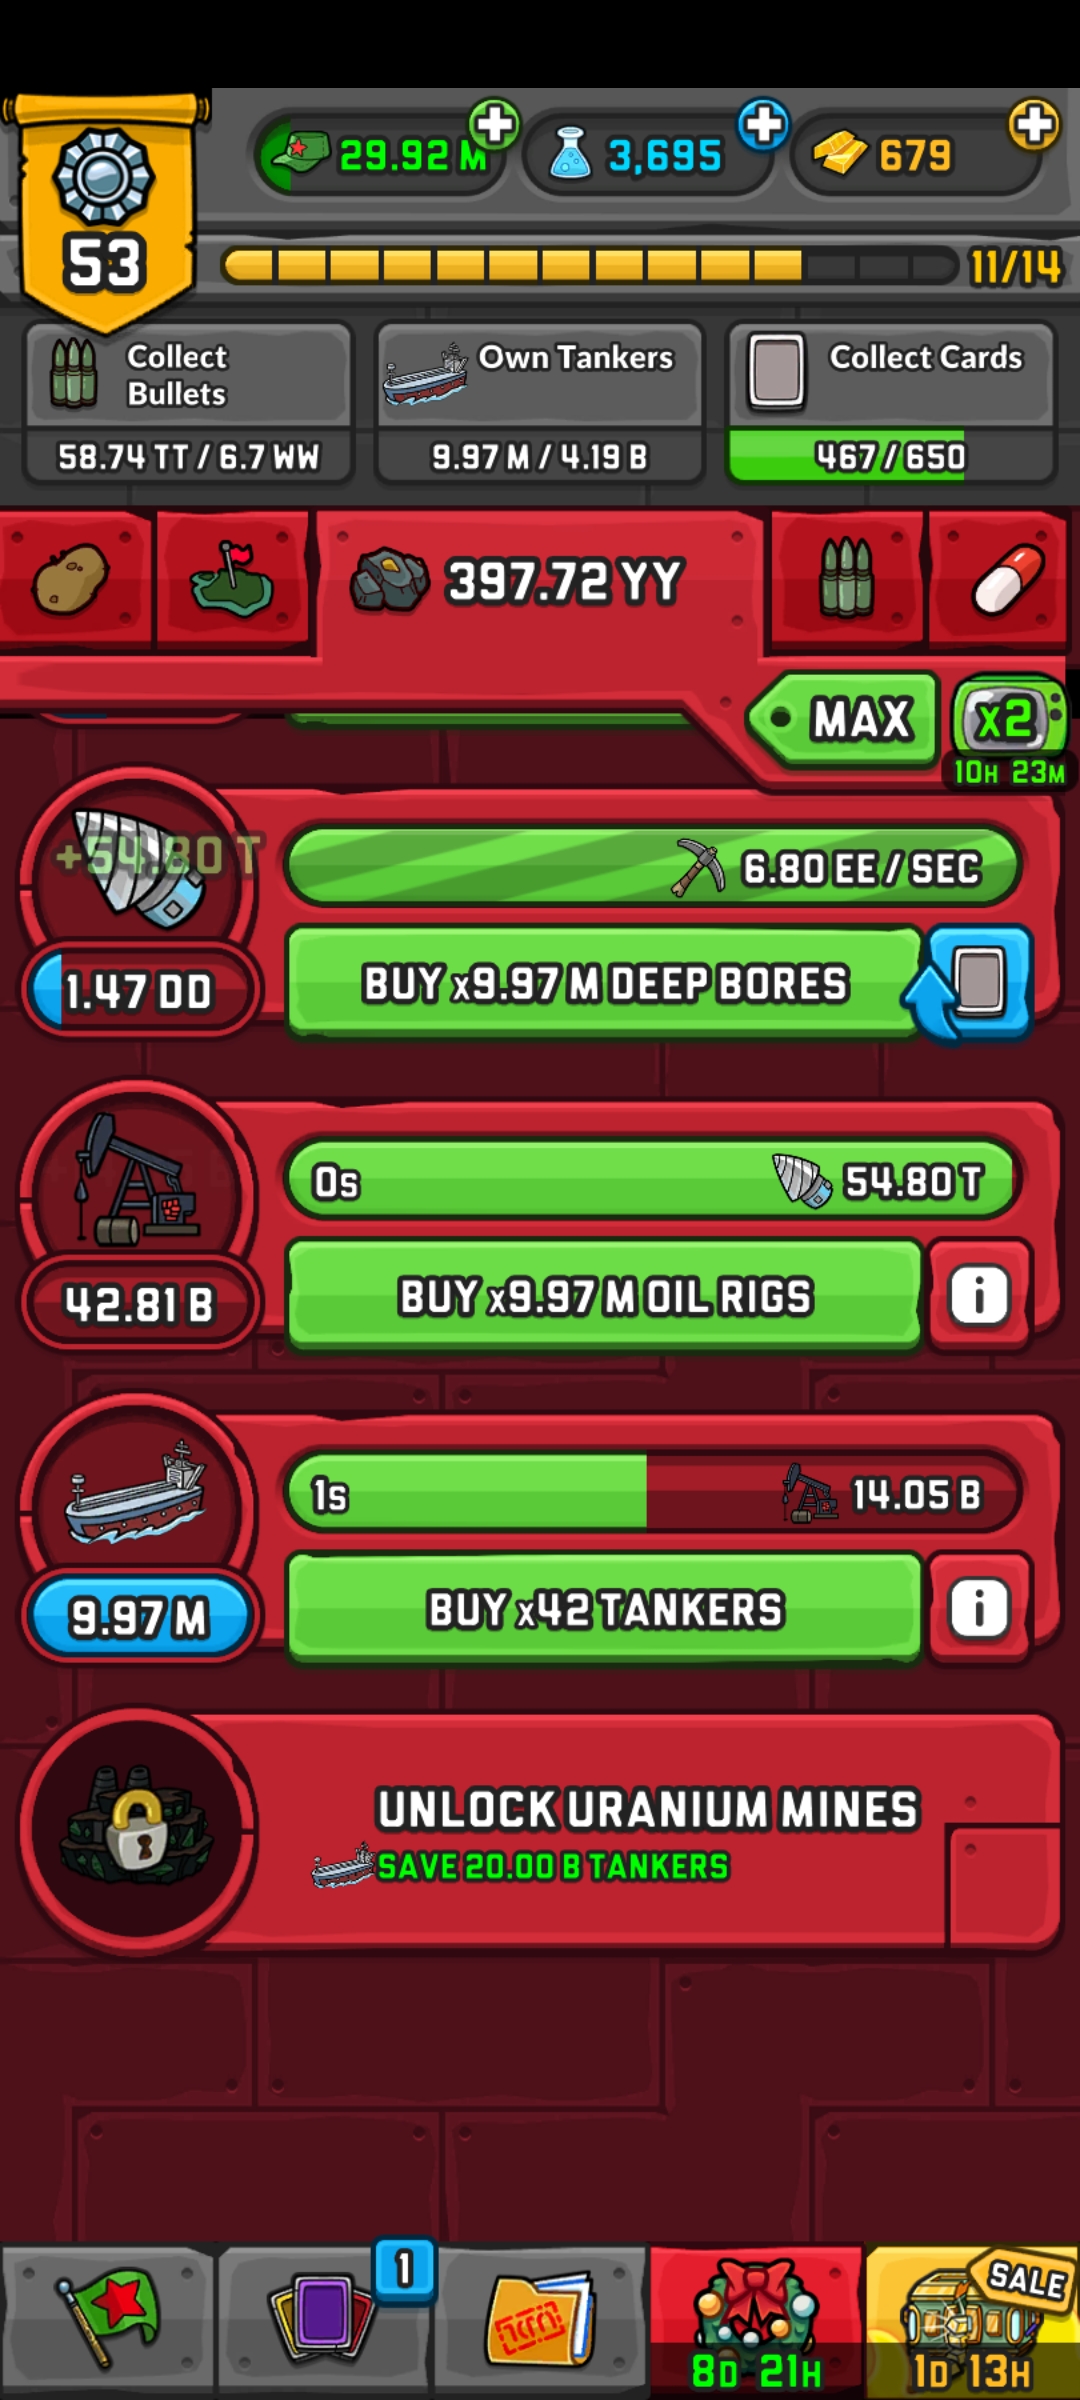 29.92 M
3,695
679
53
11/14
Collect
Bullets
58.74 TT / 6.7 WW
Own Tankers
9.97 M / 4.19 B
Collect Cards
467 / 650
397.72 YY
MAX
x2
10H 23M
+54.80 T
6.80 EE / SEC
1.47 DD
BUY x9.97 M DEEP BORES
0s
54.80 T
42.81 B
BUY x9.97 M OIL RIGS
i
1s
14.05 B
9.97 M
BUY x42 TANKERS
i
UNLOCK URANIUM MINES
SAVE 20.00 B TANKERS
1
8D 21H
SALE
1D 13H